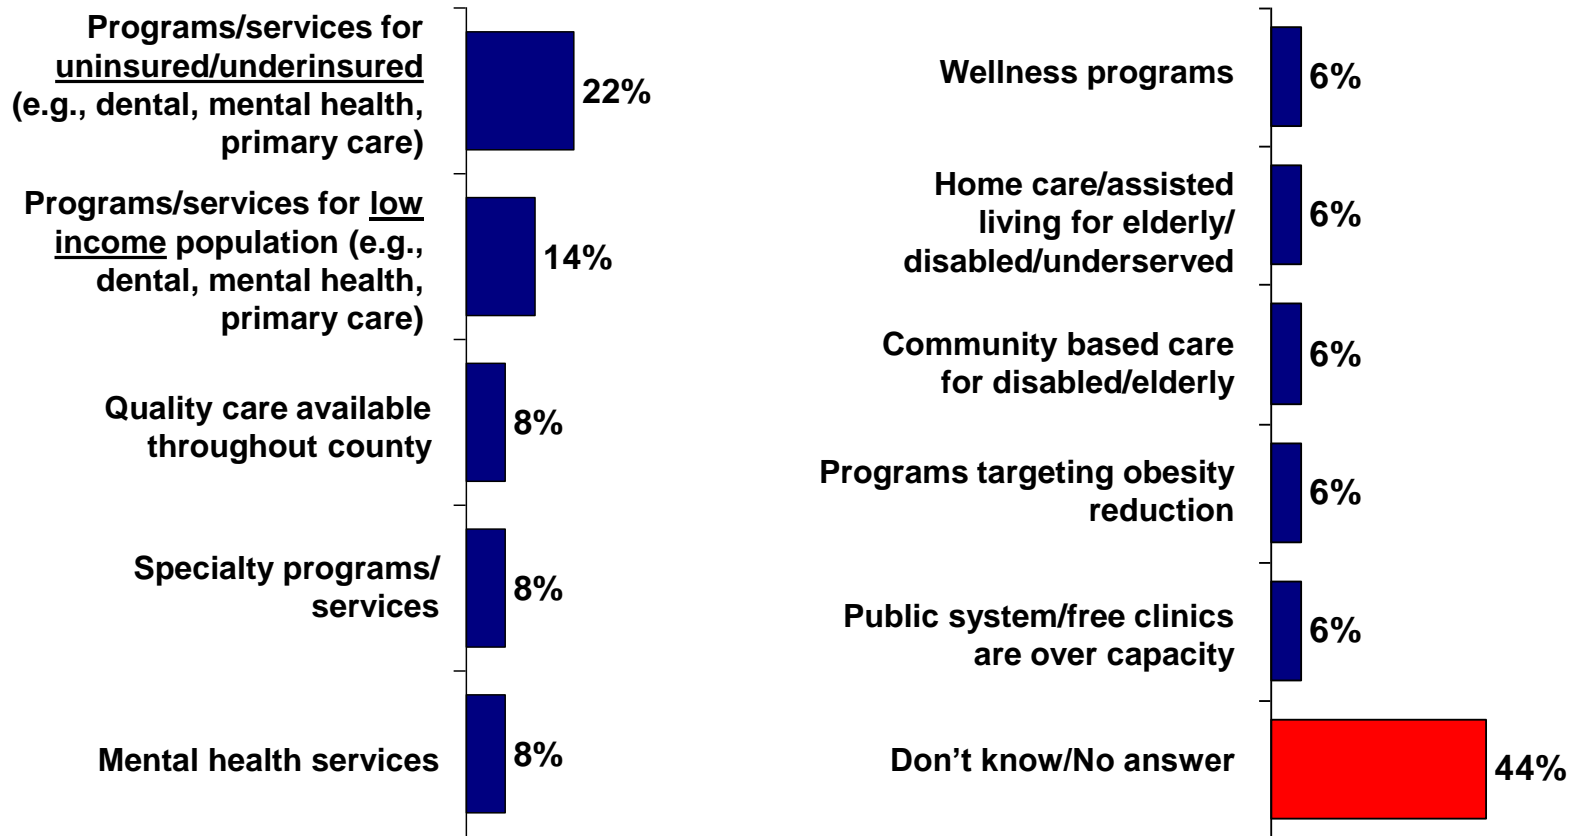 Programs/services for
uninsured/underinsured
(e.g., dental, mental health,
primary care)
22%
Programs/services for low
income population (e.g.,
dental, mental health,
primary care)
14%
Quality care available
throughout county
8%
Specialty programs/
services
8%
Mental health services
8%
Wellness programs
6%
Home care/assisted
living for elderly/
disabled/underserved
6%
Community based care
for disabled/elderly
6%
Programs targeting obesity
reduction
6%
Public system/free clinics
are over capacity
6%
Don’t know/No answer
44%